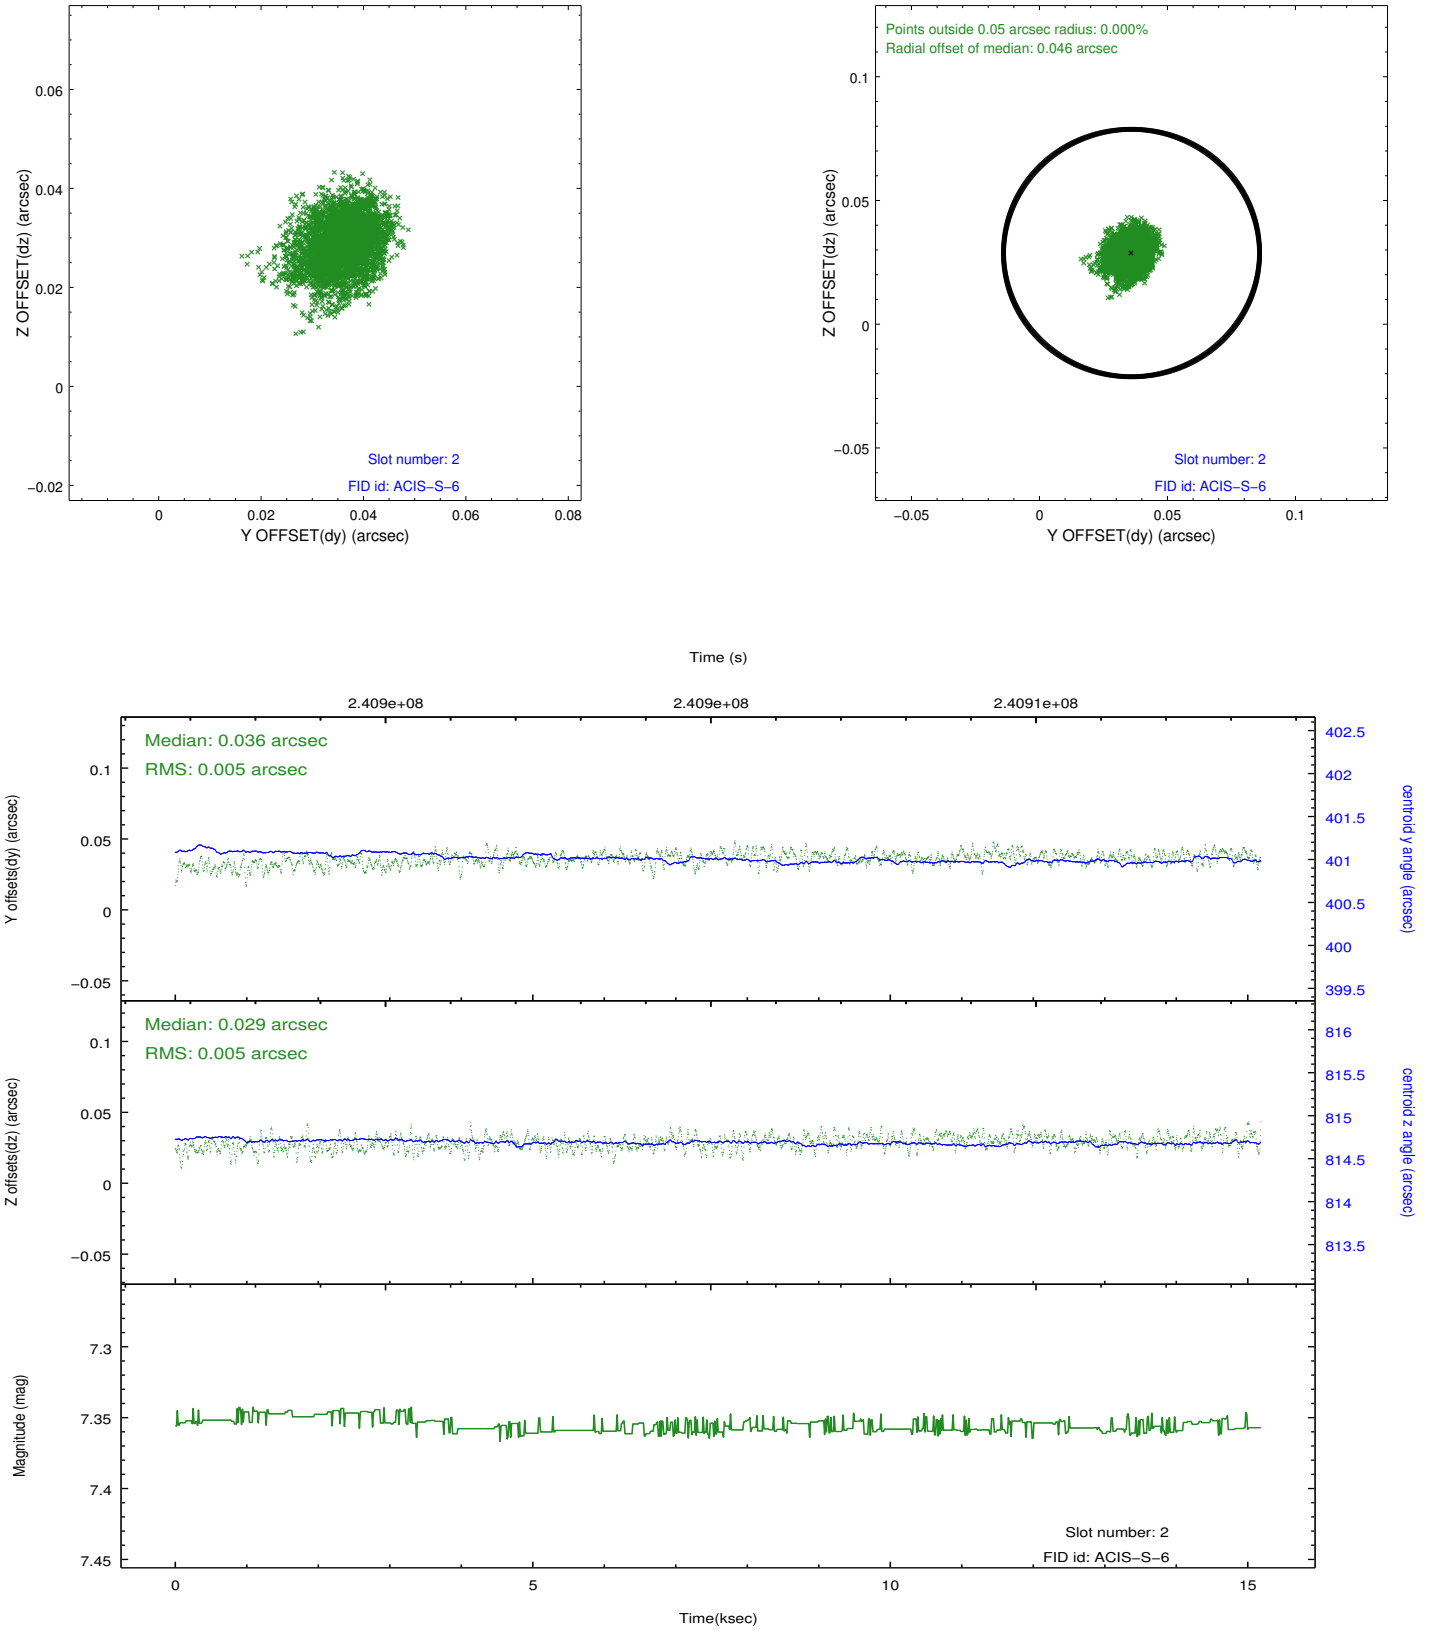 0.06
0.04
0.02
0
−0.02
Z OFFSET(dz) (arcsec)
Slot number: 2
FID id: ACIS−S−6
0
0.02
0.04
0.06
0.08
Y OFFSET(dy) (arcsec)
Points outside 0.05 arcsec radius: 0.000%
Radial offset of median: 0.046 arcsec
0.1
0.05
0
−0.05
Z OFFSET(dz) (arcsec)
Slot number: 2
FID id: ACIS−S−6
−0.05
0
0.05
0.1
Y OFFSET(dy) (arcsec)
Time (s)
2.409e+08
2.409e+08
2.4091e+08
Median: 0.036 arcsec
RMS: 0.005 arcsec
0.1
0.05
0
−0.05
Y offsets(dy) (arcsec)
402.5
402
401.5
401
400.5
400
399.5
centroid y angle (arcsec)
Median: 0.029 arcsec
RMS: 0.005 arcsec
0.1
0.05
0
−0.05
Z offsets(dz) (arcsec)
816
815.5
815
814.5
814
813.5
centroid z angle (arcsec)
7.3
7.35
7.4
7.45
Magnitude (mag)
Slot number: 2
FID id: ACIS−S−6
0
5
10
15
Time(ksec)